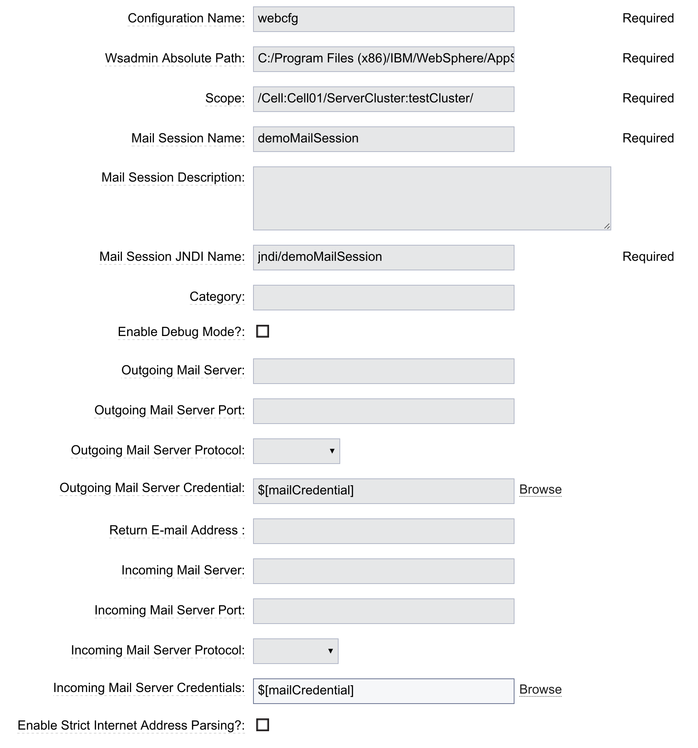 Configuration Name: webcfg Required
Wsadmin Absolute Path: C:/Program Files (x86)/IBM/WebSphere/AppS Required
Scope: /Cell:Cell01/ServerCluster:testCluster/ Required
Mail Session Name: demoMailSession Required
Mail Session Description:
Mail Session JNDI Name: jndi/demoMailSession Required
Category:
Enable Debug Mode?:
Outgoing Mail Server:
Outgoing Mail Server Port:
Outgoing Mail Server Protocol:
Outgoing Mail Server Credential: $[mailCredential] Browse
Return E-mail Address :
Incoming Mail Server:
Incoming Mail Server Port:
Incoming Mail Server Protocol:
Incoming Mail Server Credentials: $[mailCredential] Browse
Enable Strict Internet Address Parsing?: